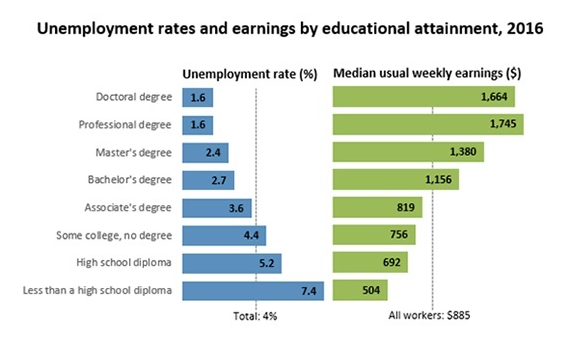 Unemployment rates and earnings by educational attainment, 2016
Unemployment rate (%) Median usual weekly earnings ($)
Doctoral degree 1.6 1,664
Professional degree 1.6 1,745
Master's degree 2.4 1,380
Bachelor's degree 2.7 1,156
Associate's degree 3.6 819
Some college, no degree 4.4 756
High school diploma 5.2 692
Less than a high school diploma 7.4 504
Total: 4% All workers: $885